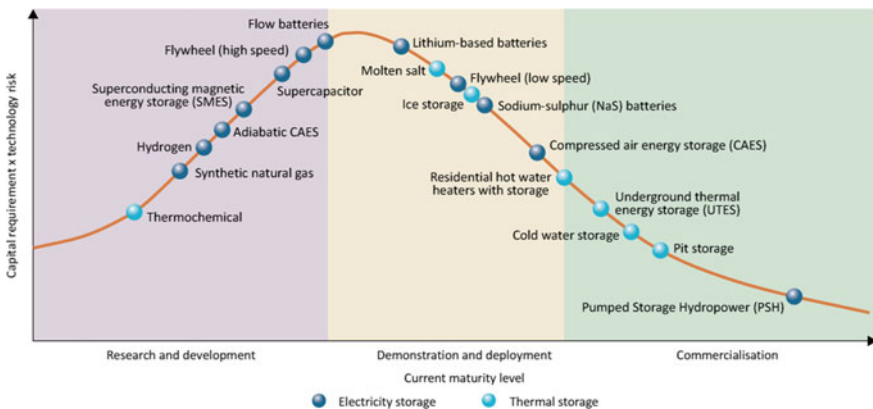 Capital requirement x technology risk
Flow batteries
Flywheel (high speed)
Supercapacitor
Superconducting magnetic
energy storage (SMES)
Adiabatic CAES
Hydrogen
Synthetic natural gas
Thermochemical
Lithium-based batteries
Molten salt
Flywheel (low speed)
Ice storage
Sodium-sulphur (NaS) batteries
Compressed air energy storage (CAES)
Residential hot water
heaters with storage
Underground thermal
energy storage (UTES)
Cold water storage
Pit storage
Pumped Storage Hydropower (PSH)
Research and development
Demonstration and deployment
Commercialisation
Current maturity level
Electricity storage
Thermal storage